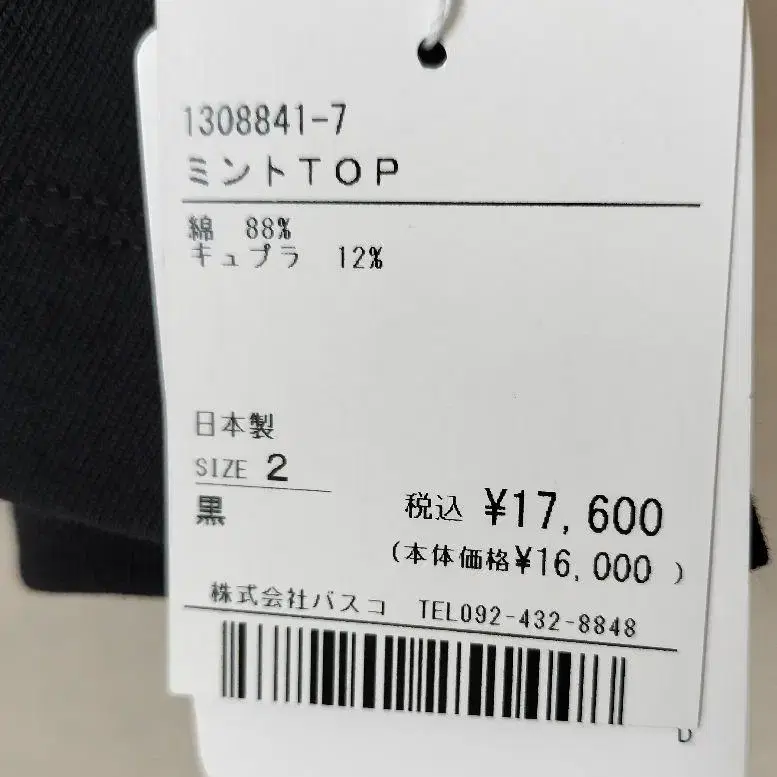 1308841-7
ミントTOP
綿 88%
キュプラ 12%
日本製
SIZE 2
黒 税込 ¥17,600
(本体価格¥16,000 )
株式会社バスコ TEL092-432-8848
D